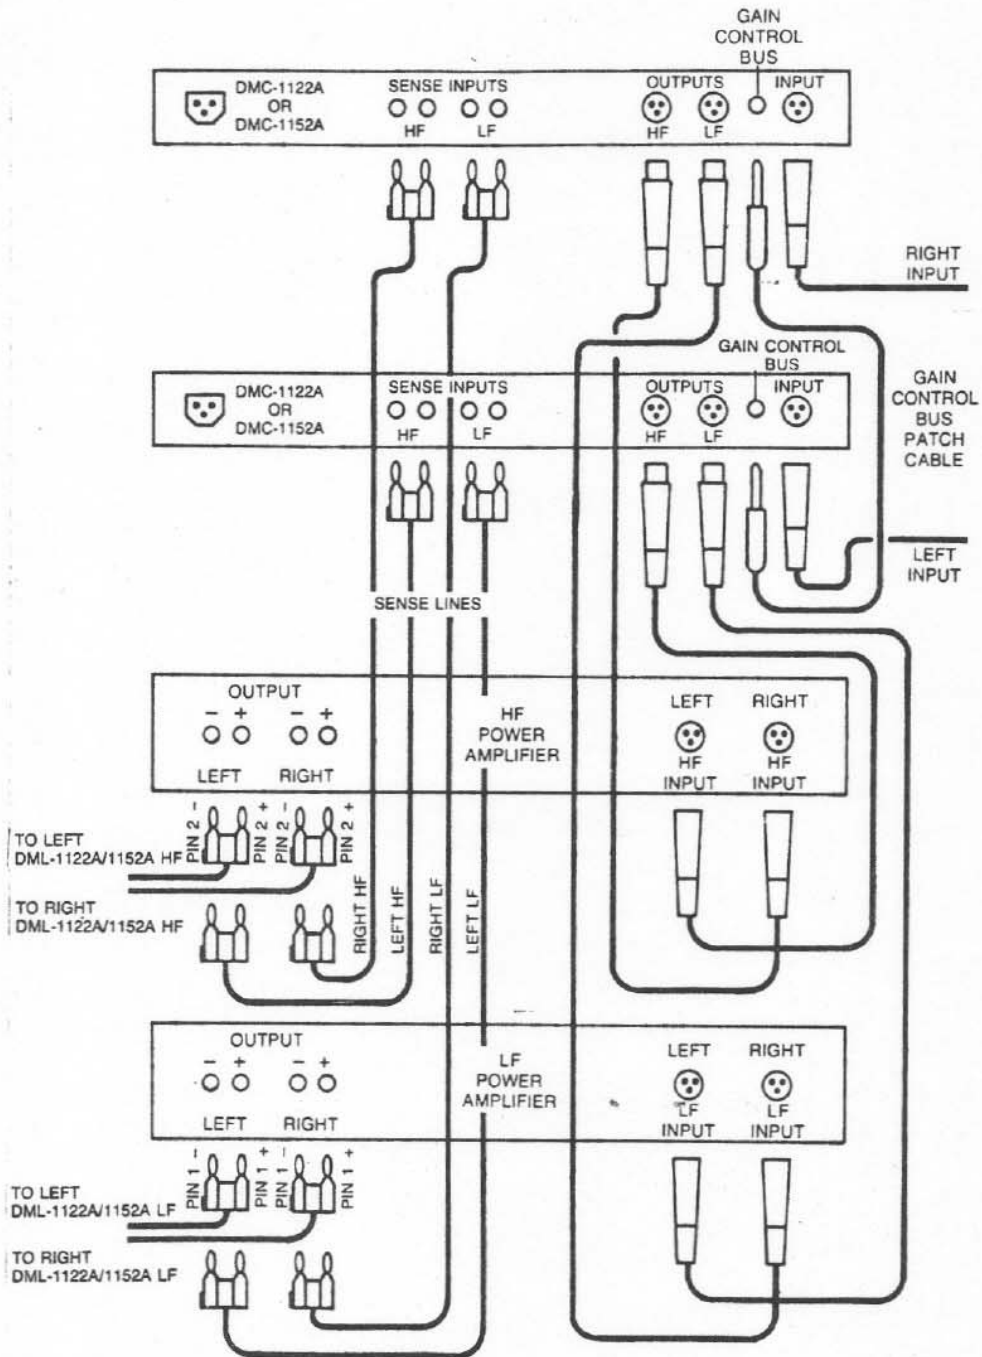 GAIN
CONTROL
BUS
DMC-1122A
OR
DMC-1152A
SENSE INPUTS
HF
LF
OUTPUTS
HF
LF
INPUT
RIGHT
INPUT
GAIN CONTROL
BUS
DMC-1122A
OR
DMC-1152A
SENSE INPUTS
HF
LF
OUTPUTS
HF
LF
INPUT
GAIN
CONTROL
BUS
PATCH
CABLE
LEFT
INPUT
SENSE LINES
OUTPUT
- +
- +
LEFT
RIGHT
HF
POWER
AMPLIFIER
LEFT
HF
INPUT
RIGHT
HF
INPUT
PIN 2 -
PIN 2 +
PIN 2 -
PIN 2 +
TO LEFT
DML-1122A/1152A HF
TO RIGHT
DML-1122A/1152A HF
RIGHT HF
LEFT HF
RIGHT LF
LEFT LF
OUTPUT
- +
- +
LEFT
RIGHT
LF
POWER
AMPLIFIER
LEFT
LF
INPUT
RIGHT
LF
INPUT
PIN 1 -
PIN 1 +
PIN 1 -
PIN 1 +
TO LEFT
DML-1122A/1152A LF
TO RIGHT
DML-1122A/1152A LF